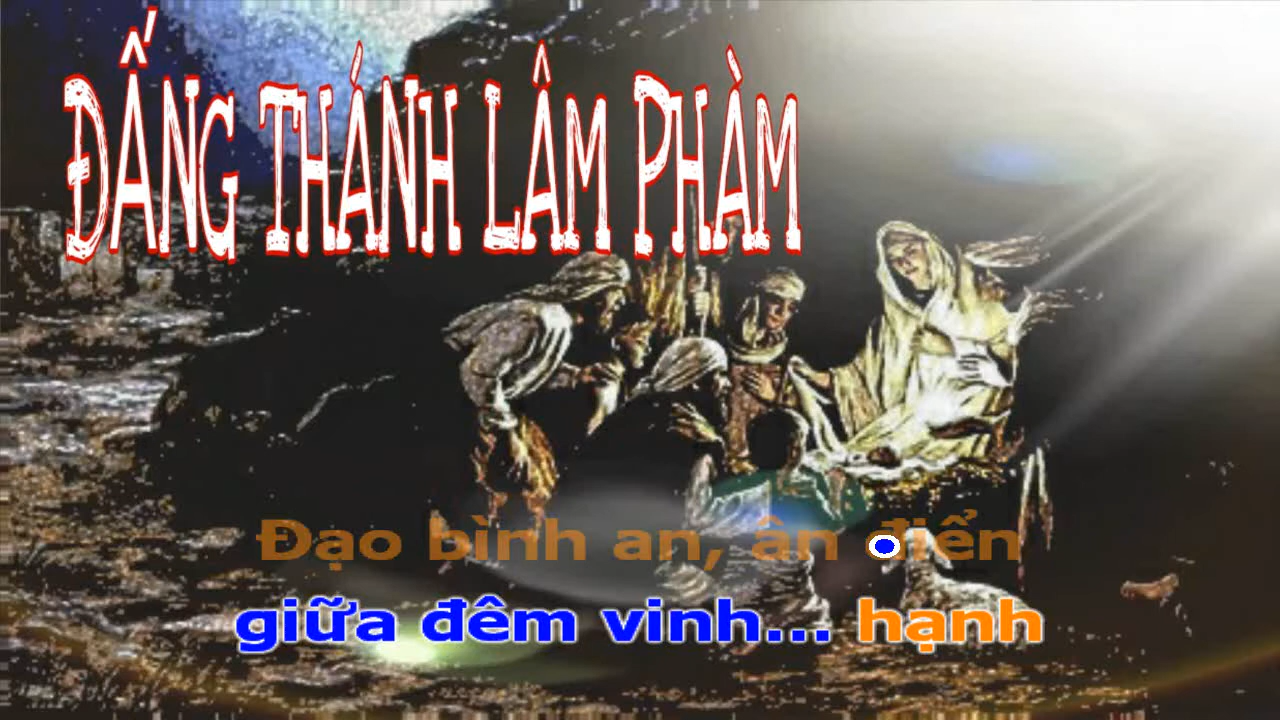 ĐẤNG THÁNH LÂM PHÀM
Đạo bình an, ân điển
giữa đêm vinh... hạnh